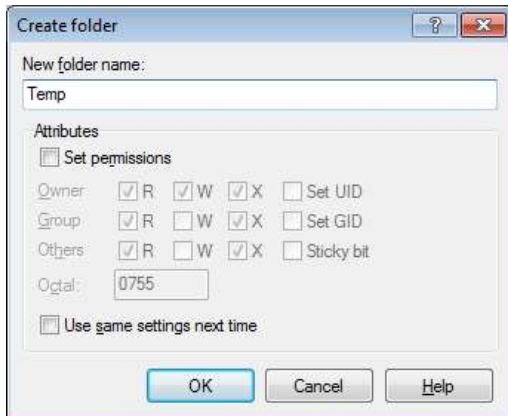 Create folder
New folder name:
Temp
Attributes
Set permissions
Owner R W X Set UID
Group R W X Set GID
Others R W X Sticky bit
Octal: 0755
Use same settings next time
OK Cancel Help